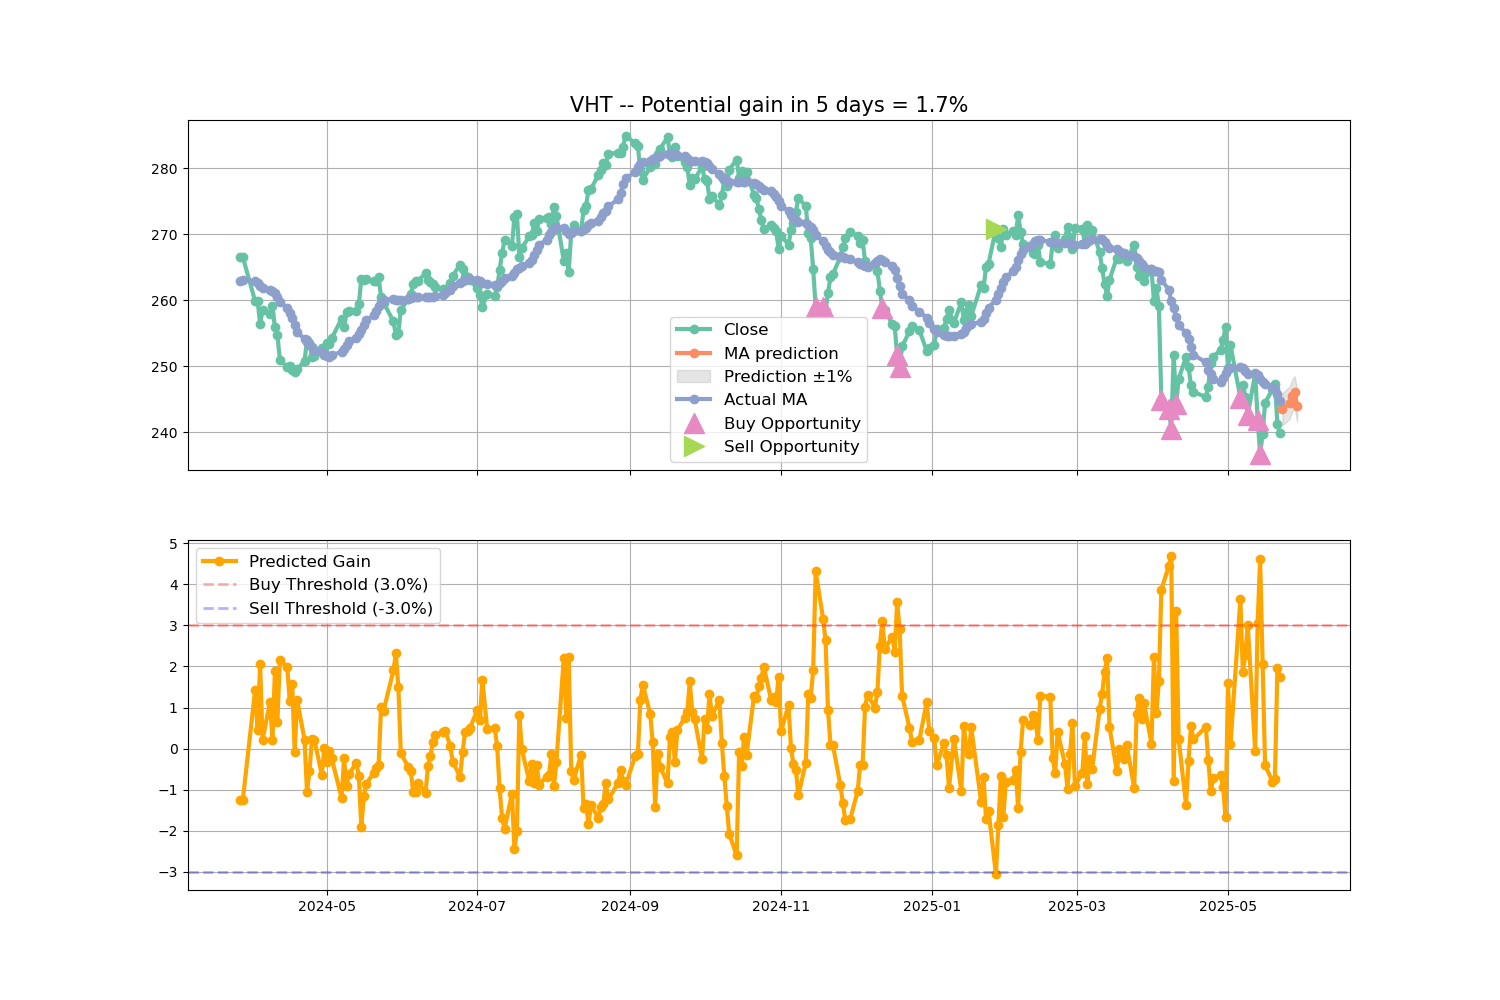 VHT -- Potential gain in 5 days = 1.7%
280
270
260
250
240
Close
MA prediction
Prediction ±1%
Actual MA
Buy Opportunity
Sell Opportunity
5
4
3
2
1
0
−1
−2
−3
Predicted Gain
Buy Threshold (3.0%)
Sell Threshold (-3.0%)
2024-05
2024-07
2024-09
2024-11
2025-01
2025-03
2025-05